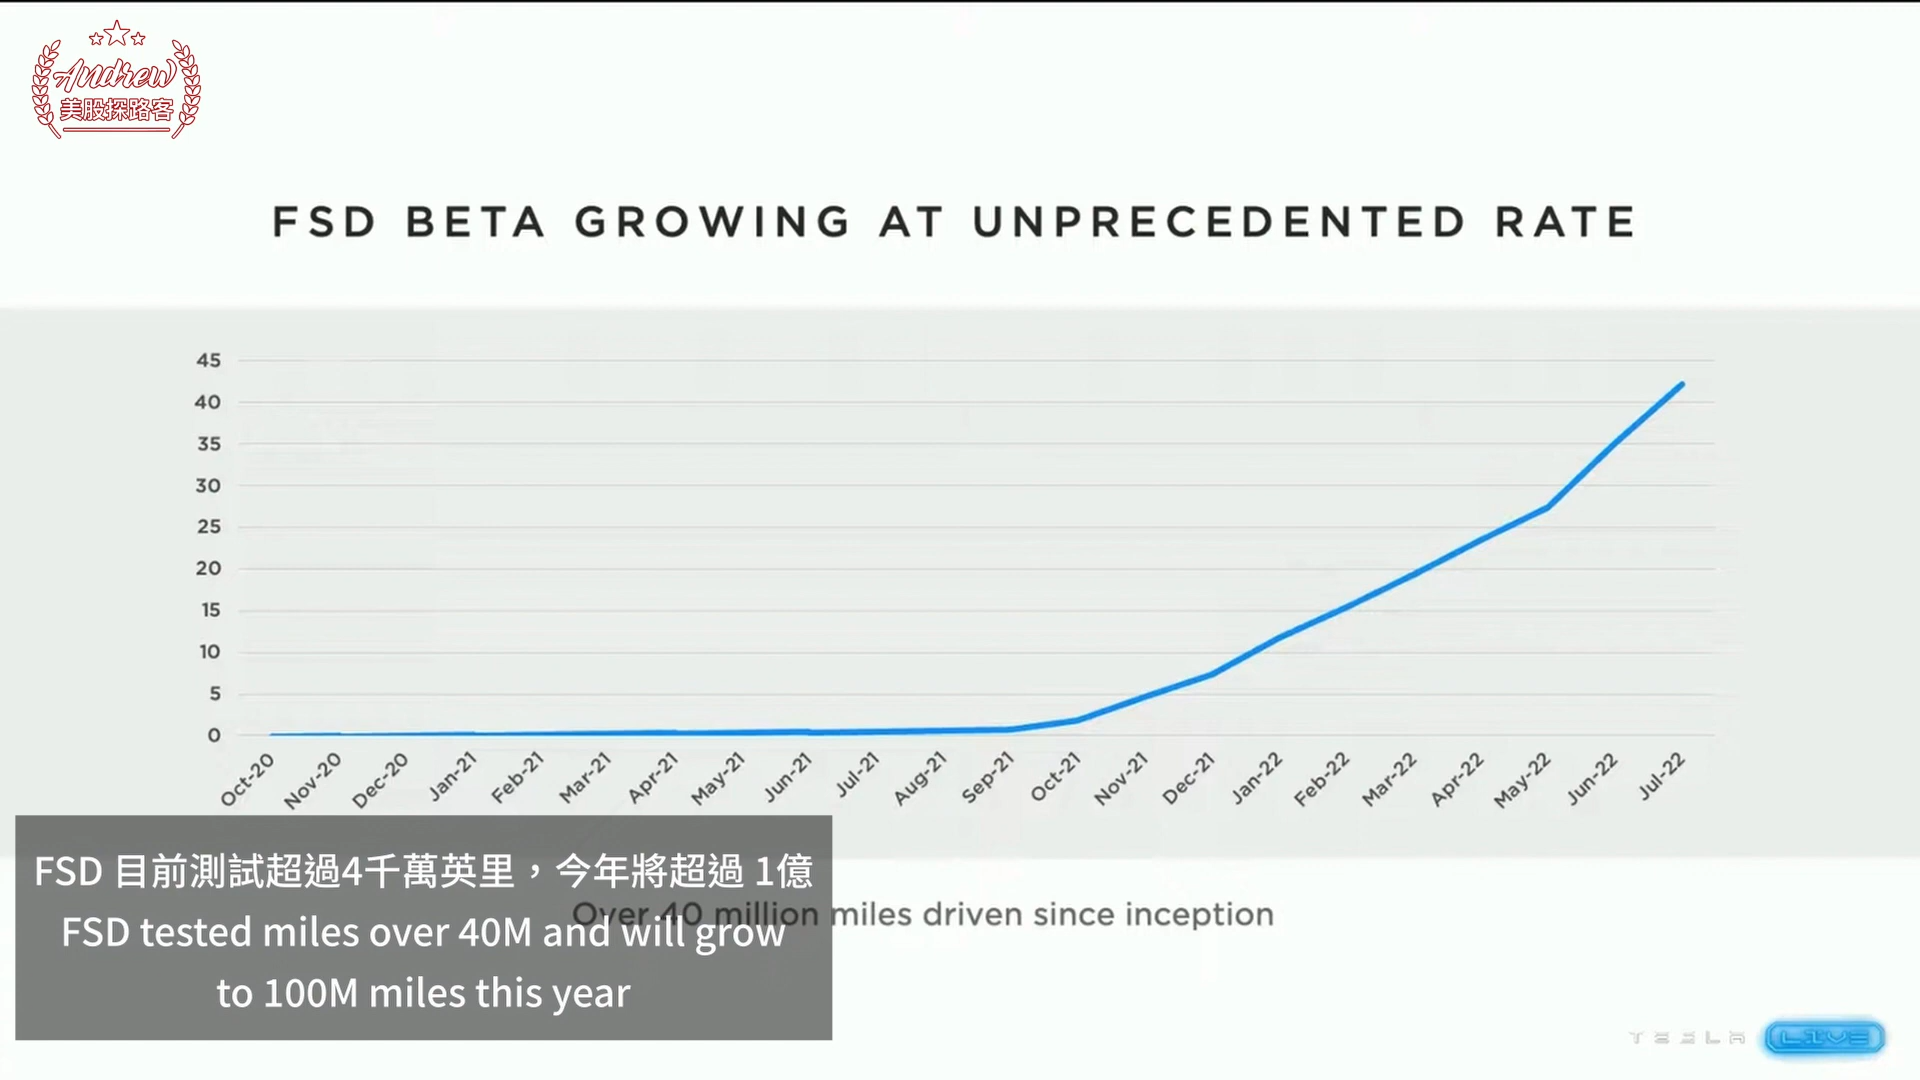 Andrew
美股探路客
FSD BETA GROWING AT UNPRECEDENTED RATE
45
40
35
30
25
20
15
10
5
0
Oct-20
Nov-20
Dec-20
Jan-21
Feb-21
Mar-21
Apr-21
May-21
Jun-21
Jul-21
Aug-21
Sep-21
Oct-21
Nov-21
Dec-21
Jan-22
Feb-22
Mar-22
Apr-22
May-22
Jun-22
Jul-22
FSD 目前測試超過4千萬英里，今年將超過 1億
Over 40 million miles driven since inception
FSD tested miles over 40M and will grow
to 100M miles this year
TESLA LIVE